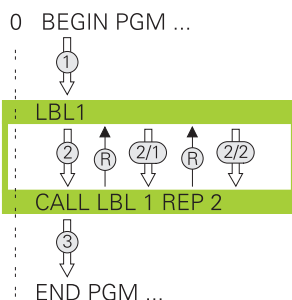 0 BEGIN PGM ...
1
LBL1
2 R 2/1 R 2/2
CALL LBL 1 REP 2
3
END PGM ...